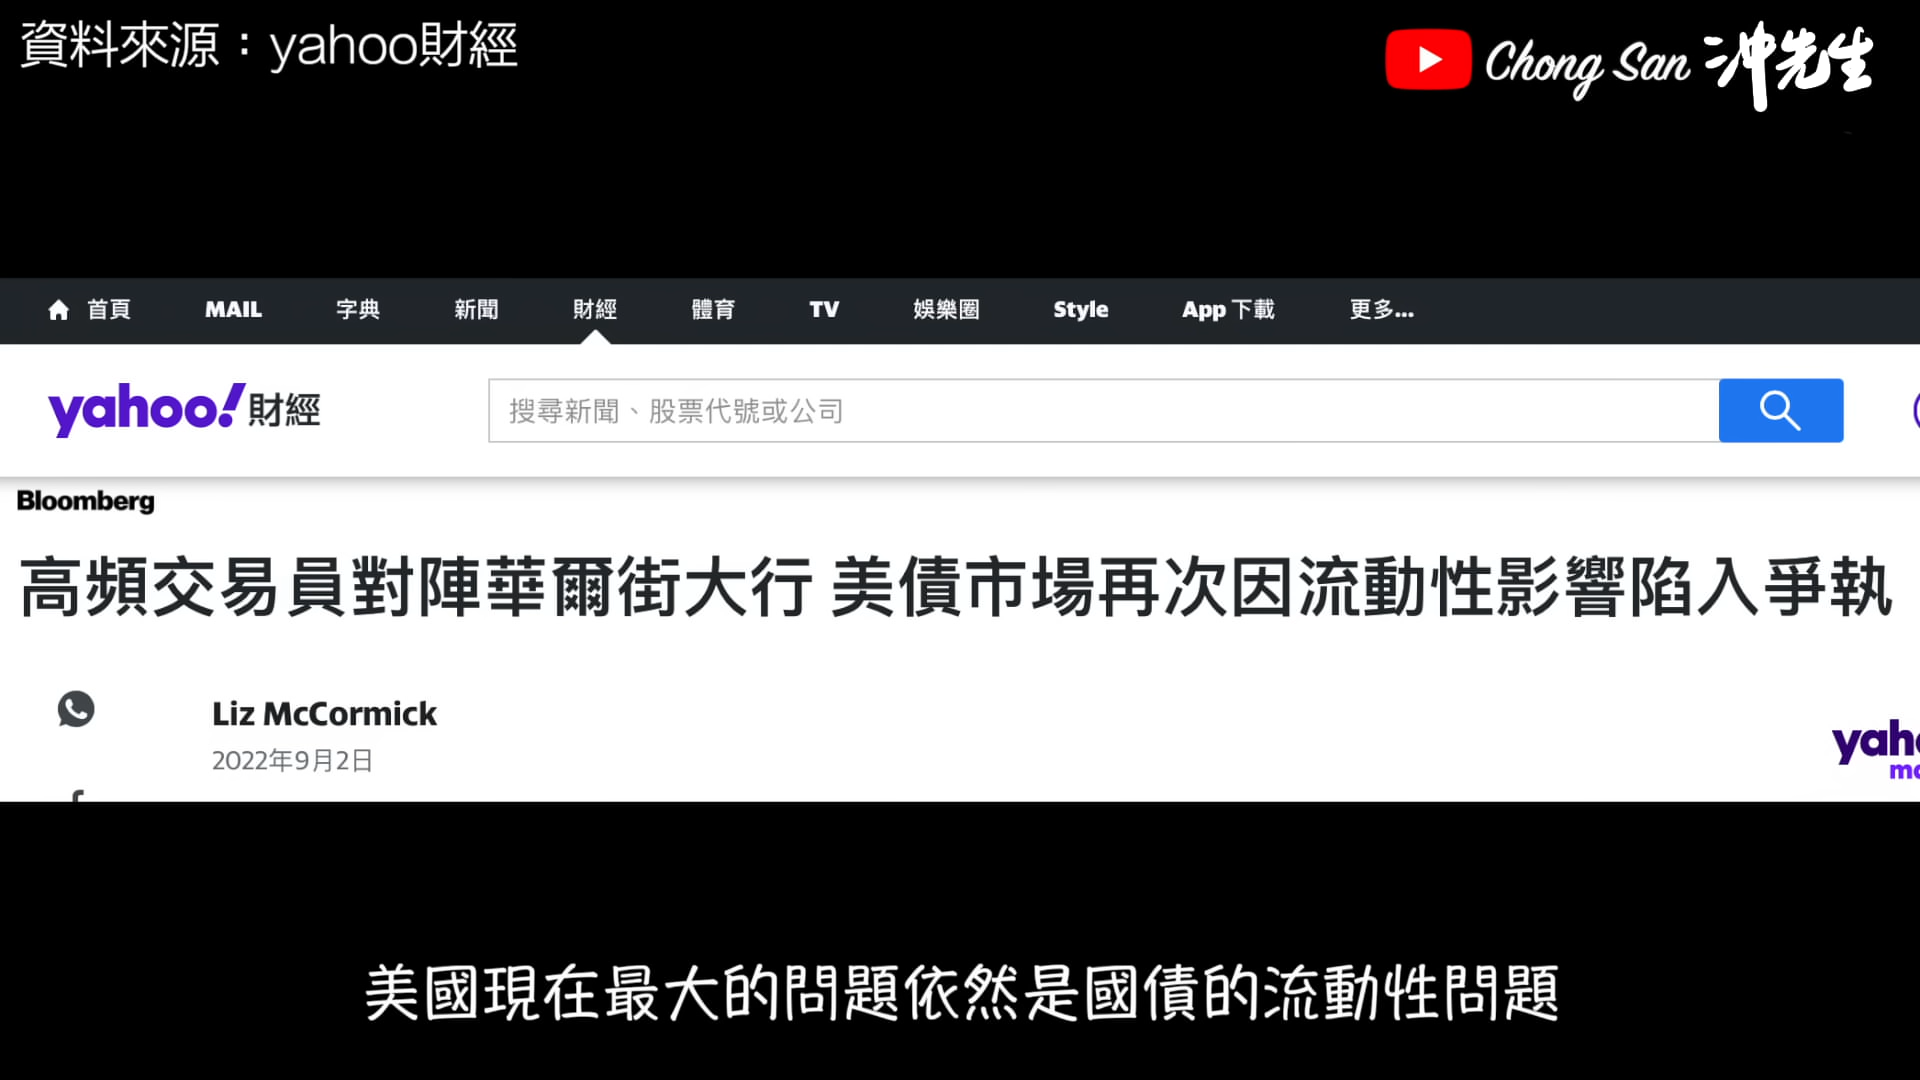 資料來源：yahoo財經
Chong San 沖先生
首頁 MAIL 字典 新聞 財經 體育 TV 娛樂圈 Style App 下載 更多...
yahoo!財經
搜尋新聞、股票代號或公司
Bloomberg
高頻交易員對陣華爾街大行 美債市場再次因流動性影響陷入爭執
Liz McCormick
2022年9月2日
美國現在最大的問題依然是國債的流動性問題